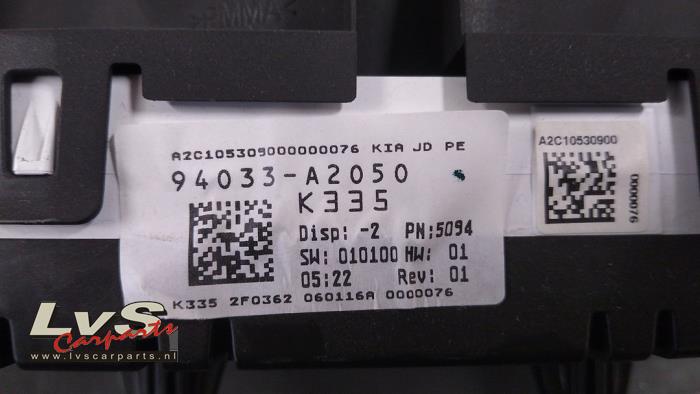 >PMMA<
A2C10530900000076 KIA JD PE
94033-A2050
K335
Disp: -2 PN:5094
SW: 010100 HW: 01
05:22 Rev: 01
K335 2F0362 060116A 0000076
A2C10530900
0000076
LvS
Carparts
www.lvscarparts.nl